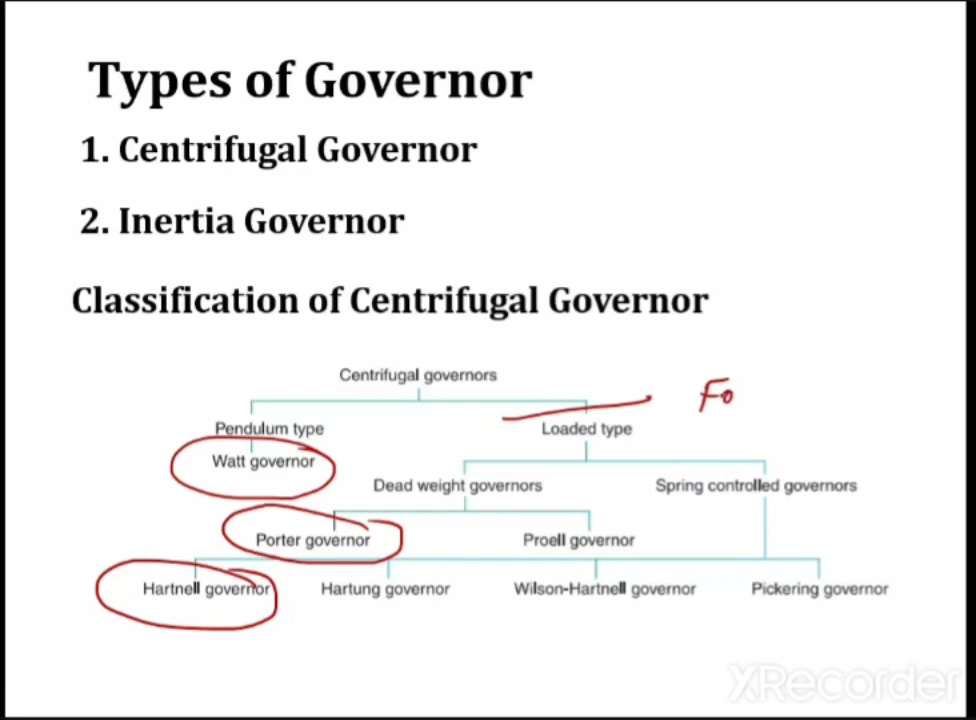 Types of Governor
1. Centrifugal Governor
2. Inertia Governor
Classification of Centrifugal Governor
Centrifugal governors
Fo
Pendulum type Loaded type
Watt governor
Dead weight governors Spring controlled governors
Porter governor Proell governor
Hartnell governor Hartung governor Wilson-Hartnell governor Pickering governor
XRecorder